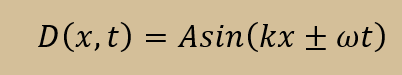 D(x,t) = Asin(kx ± ωt)